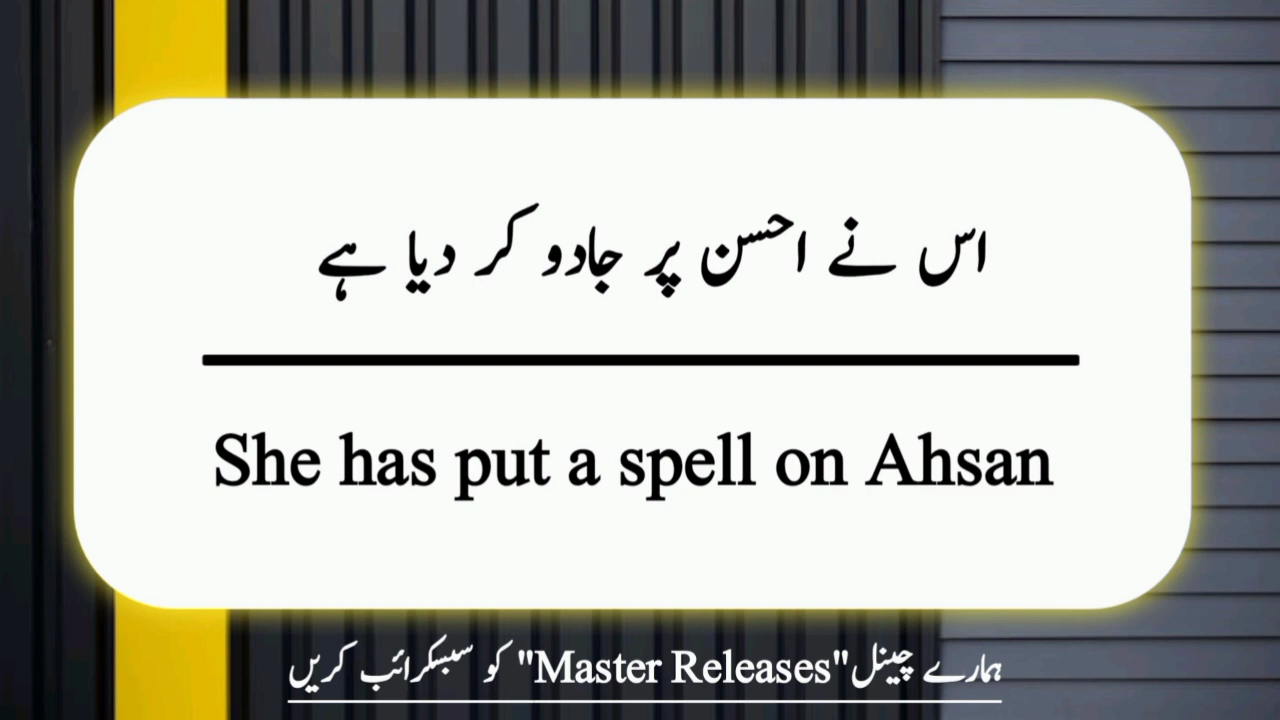 اس نے احسن پر جادو کر دیا ہے
She has put a spell on Ahsan
ہمارے چینل "Master Releases" کو سبسکرائب کریں